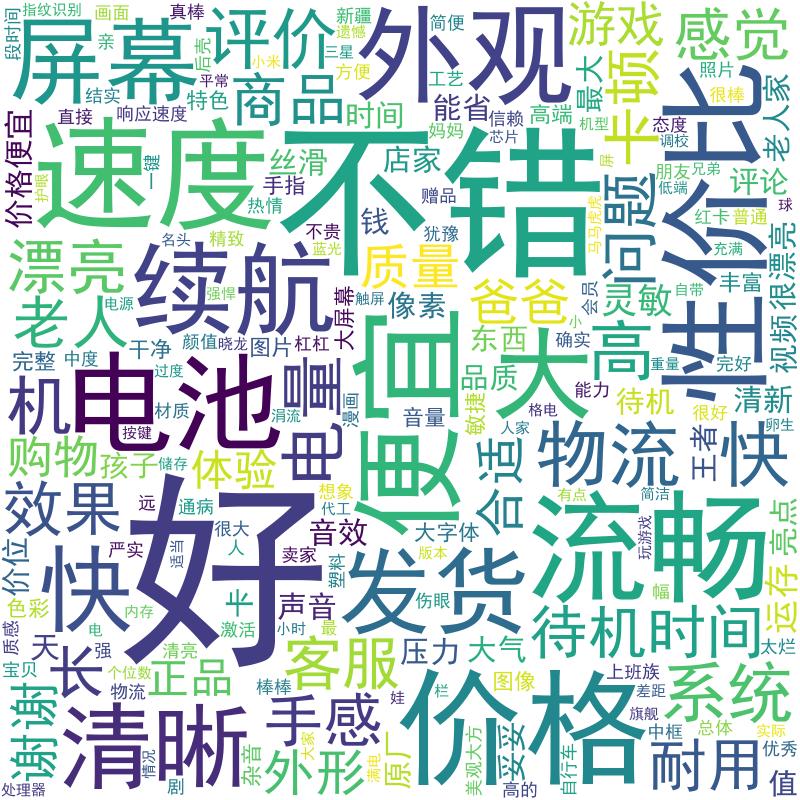 指纹识别
画面
真棒
新疆
简便
游戏
感觉
屏幕
评价
外观
段时间
亲
后壳
遗憾
三星
小米
方便
工艺
照片
平常
结实
特色
商品
时间
能省
信赖
高端
最大
卡顿
很棒
直接
响应速度
妈妈
芯片
机型
态度
调校
老人家
性价比
价格便宜
护眼
一键
速度
不错
丝滑
店家
屏
朋友
兄弟
低端
评论
热情
手指
赠品
马马虎虎
问题
红卡
普通
球
名头
精致
不贵
蓝光
钱
犹豫
质量
充满
漂亮
续航
爸爸
会员
丰富
很漂亮
视频
强悍
触屏
像素
灵敏
自带
老人
电源
大屏幕
东西
小
确实
高
重量
完好
完整
中度
干净
颜值
晓龙
图片
杠杠
便宜
大
品质
能力
待机
清新
过度
漫画
机
材质
电池
电量
涓流
音量
敏捷
格电
人家
很好
卵生
按键
购物
孩子
储存
体验
合适
物流
王者
快
效果
远
通病
想象
代工
有点
简洁
玩游戏
亮点
严实
很大
音效
大字体
流畅
价位
好
适当
人
卖家
塑料
发货
版本
幅
运存
色彩
快
卡
声音
伤眼
待机时间
质感
天
内存
激活
小时
最
太烂
电
强
清亮
客服
压力
大气
上班族
宝贝
长
个位数
正品
棒棒
图像
差距
系统
谢谢
物流
手感
娃
栏
价格
妥妥
旗舰
中框
总体
实际
清晰
杂音
大家
原厂
美观大方
自行车
耐用
优秀
处理器
情况
剧
外形
满电
高的
值